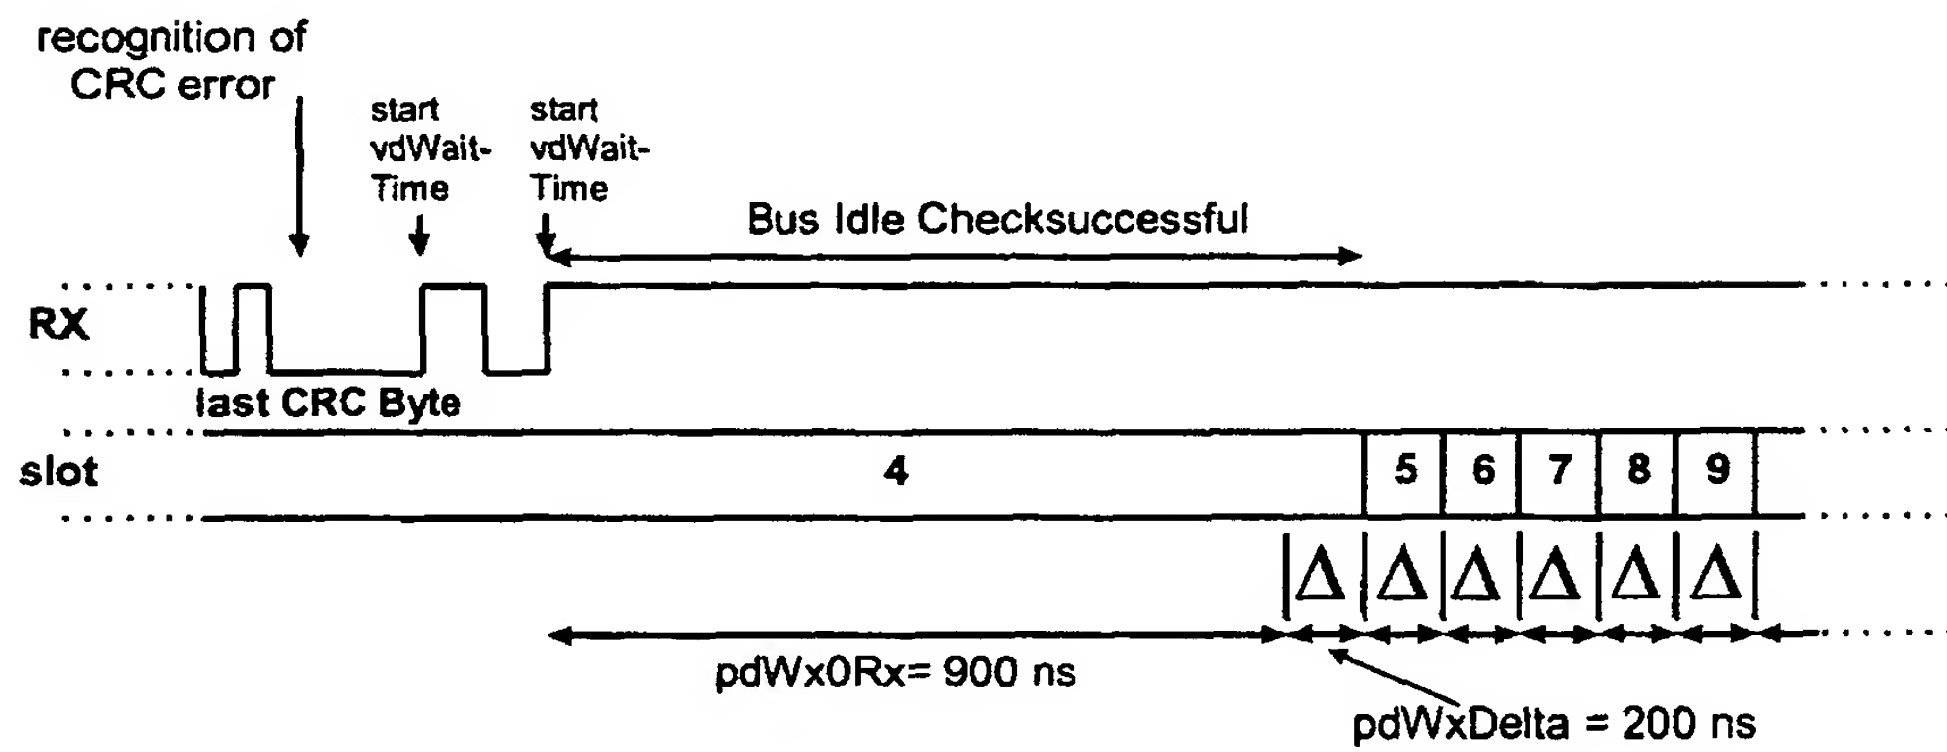 recognition of
CRC error
start
vdWait-
Time
start
vdWait-
Time
Bus Idle Checksuccessful
RX
last CRC Byte
slot
4
5
6
7
8
9
Δ Δ Δ Δ Δ Δ
pdWx0Rx= 900 ns
pdWxDelta = 200 ns